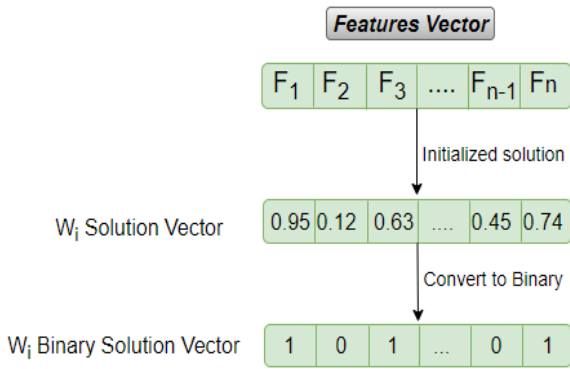 Features Vector
F1 F2 F3 .... Fn-1 Fn
Initialized solution
Wi Solution Vector 0.95 0.12 0.63 .... 0.45 0.74
Convert to Binary
Wi Binary Solution Vector 1 0 1 ... 0 1